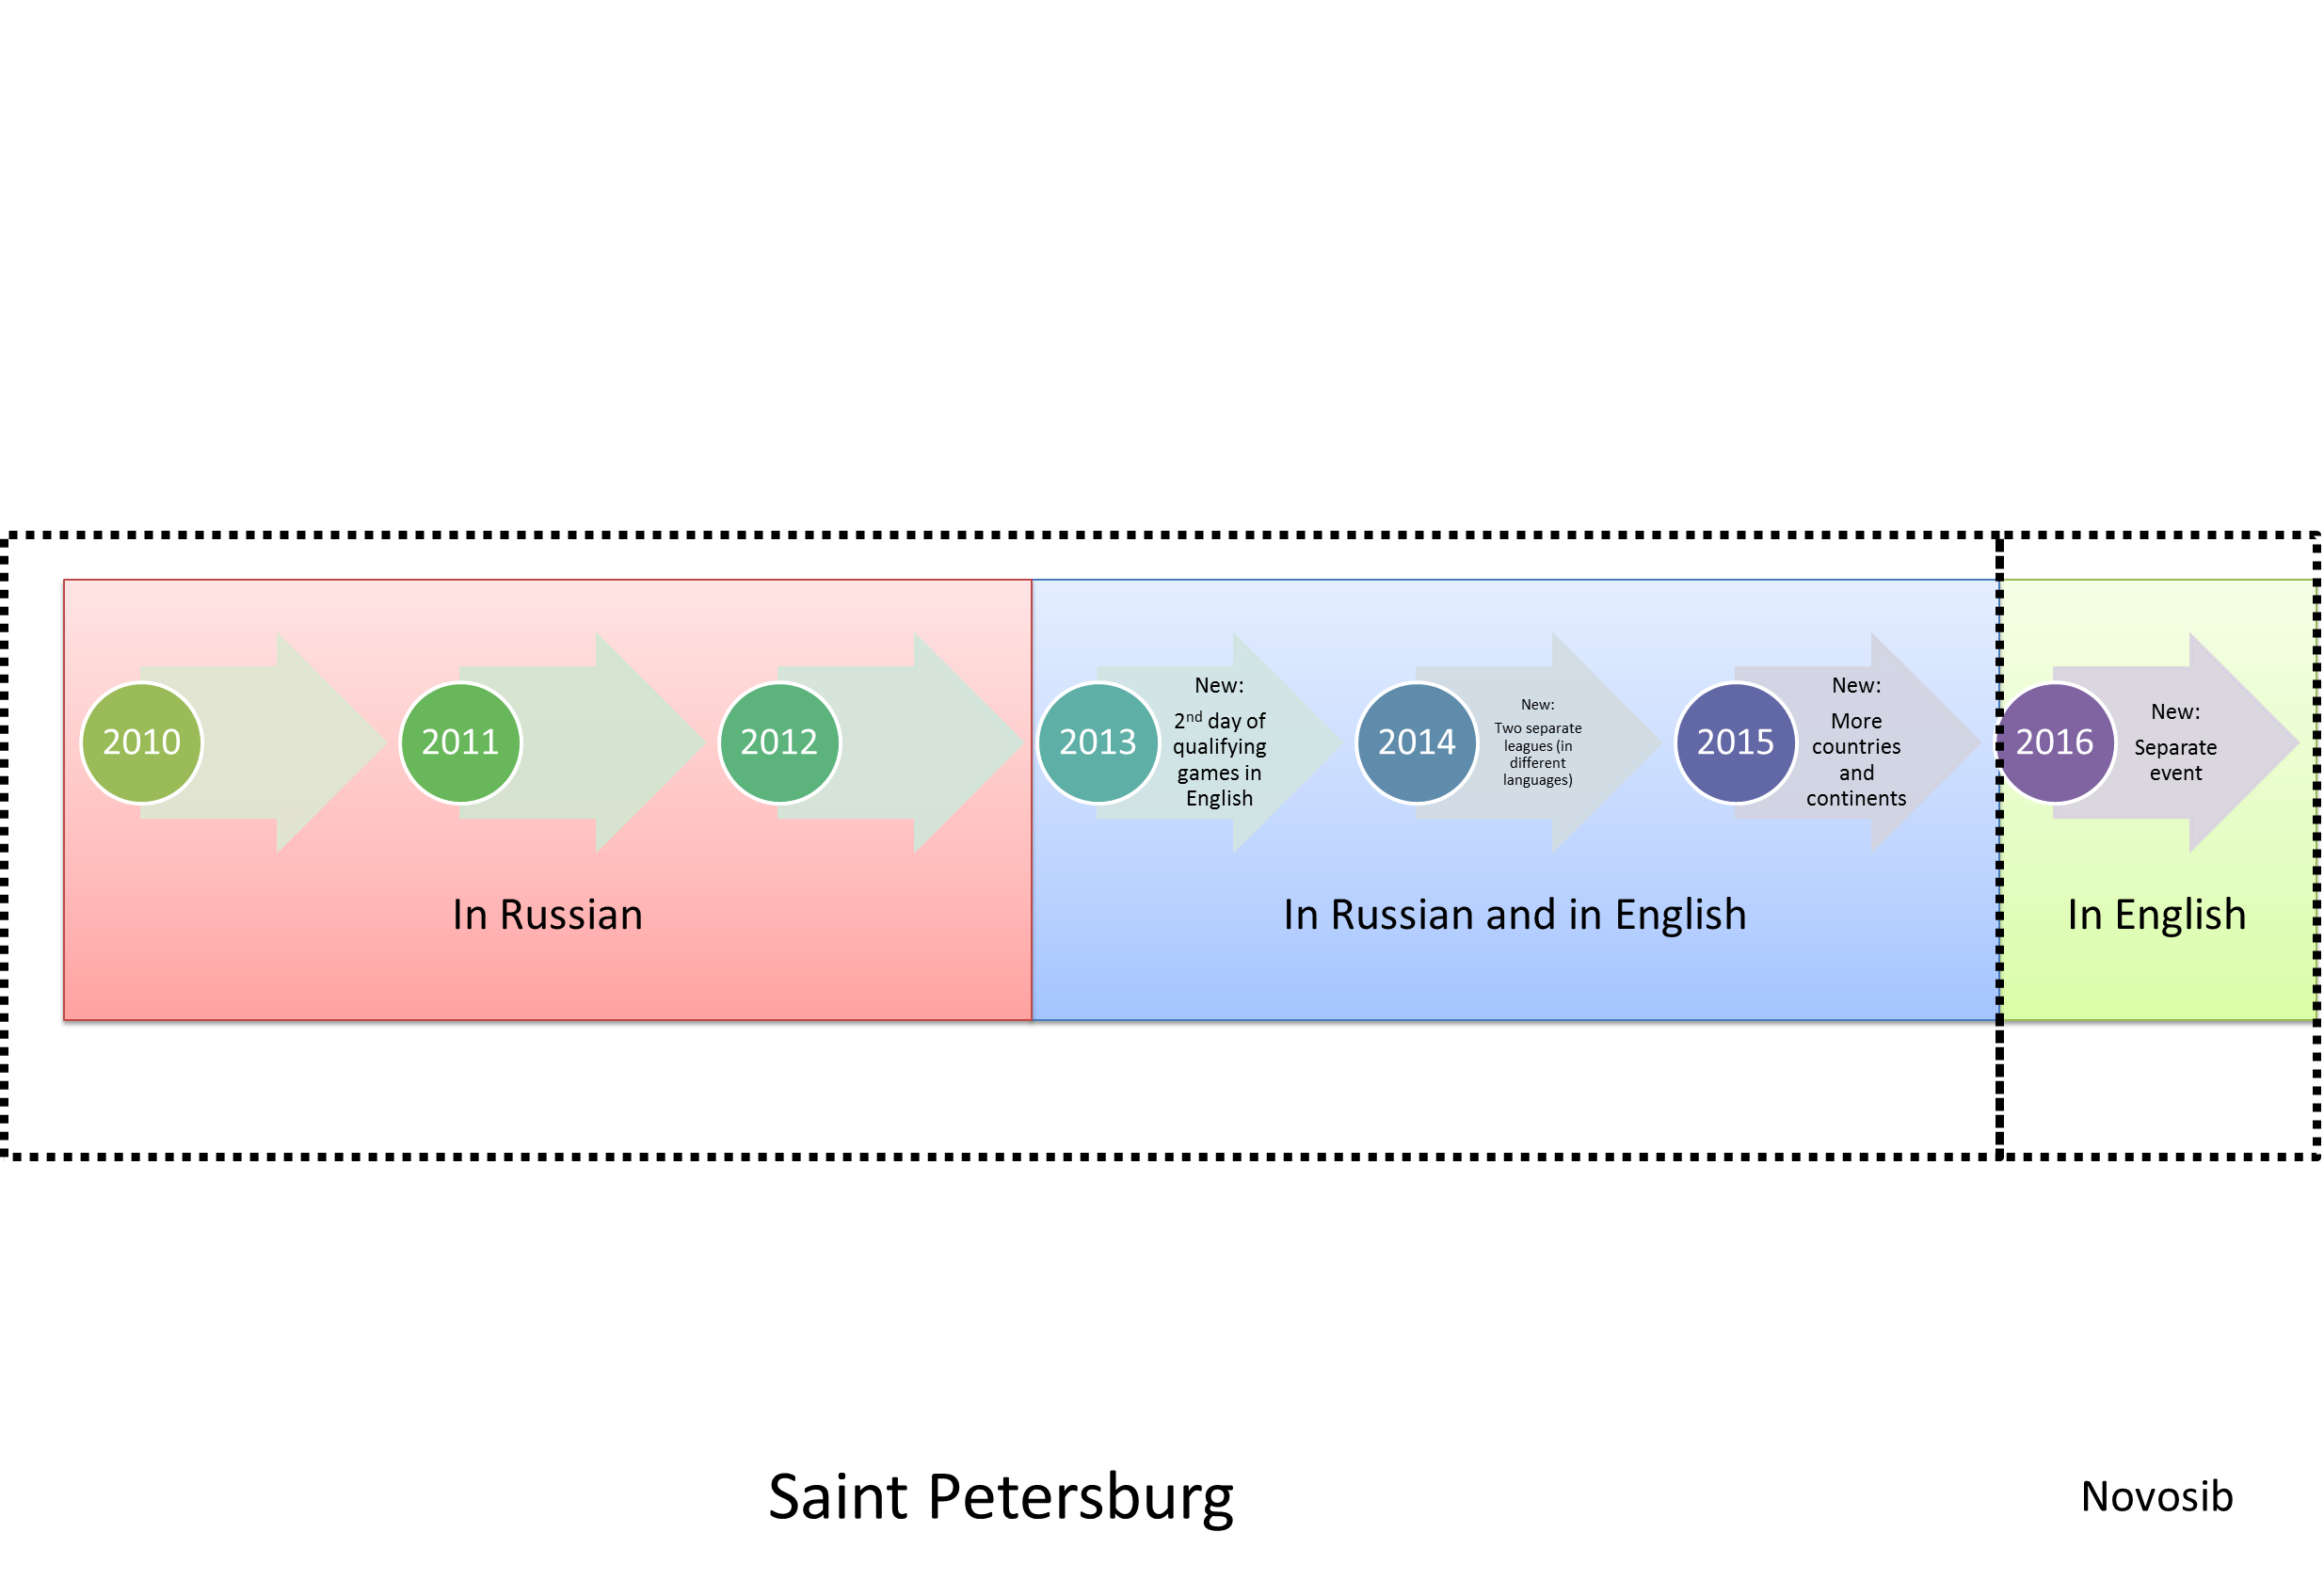 2010
2011
2012
2013
New:
2nd day of
qualifying
games in
English
2014
New:
Two separate
leagues (in
different
languages)
2015
New:
More
countries
and
continents
2016
New:
Separate
event
In Russian
In Russian and in English
In English
Saint Petersburg
Novosib